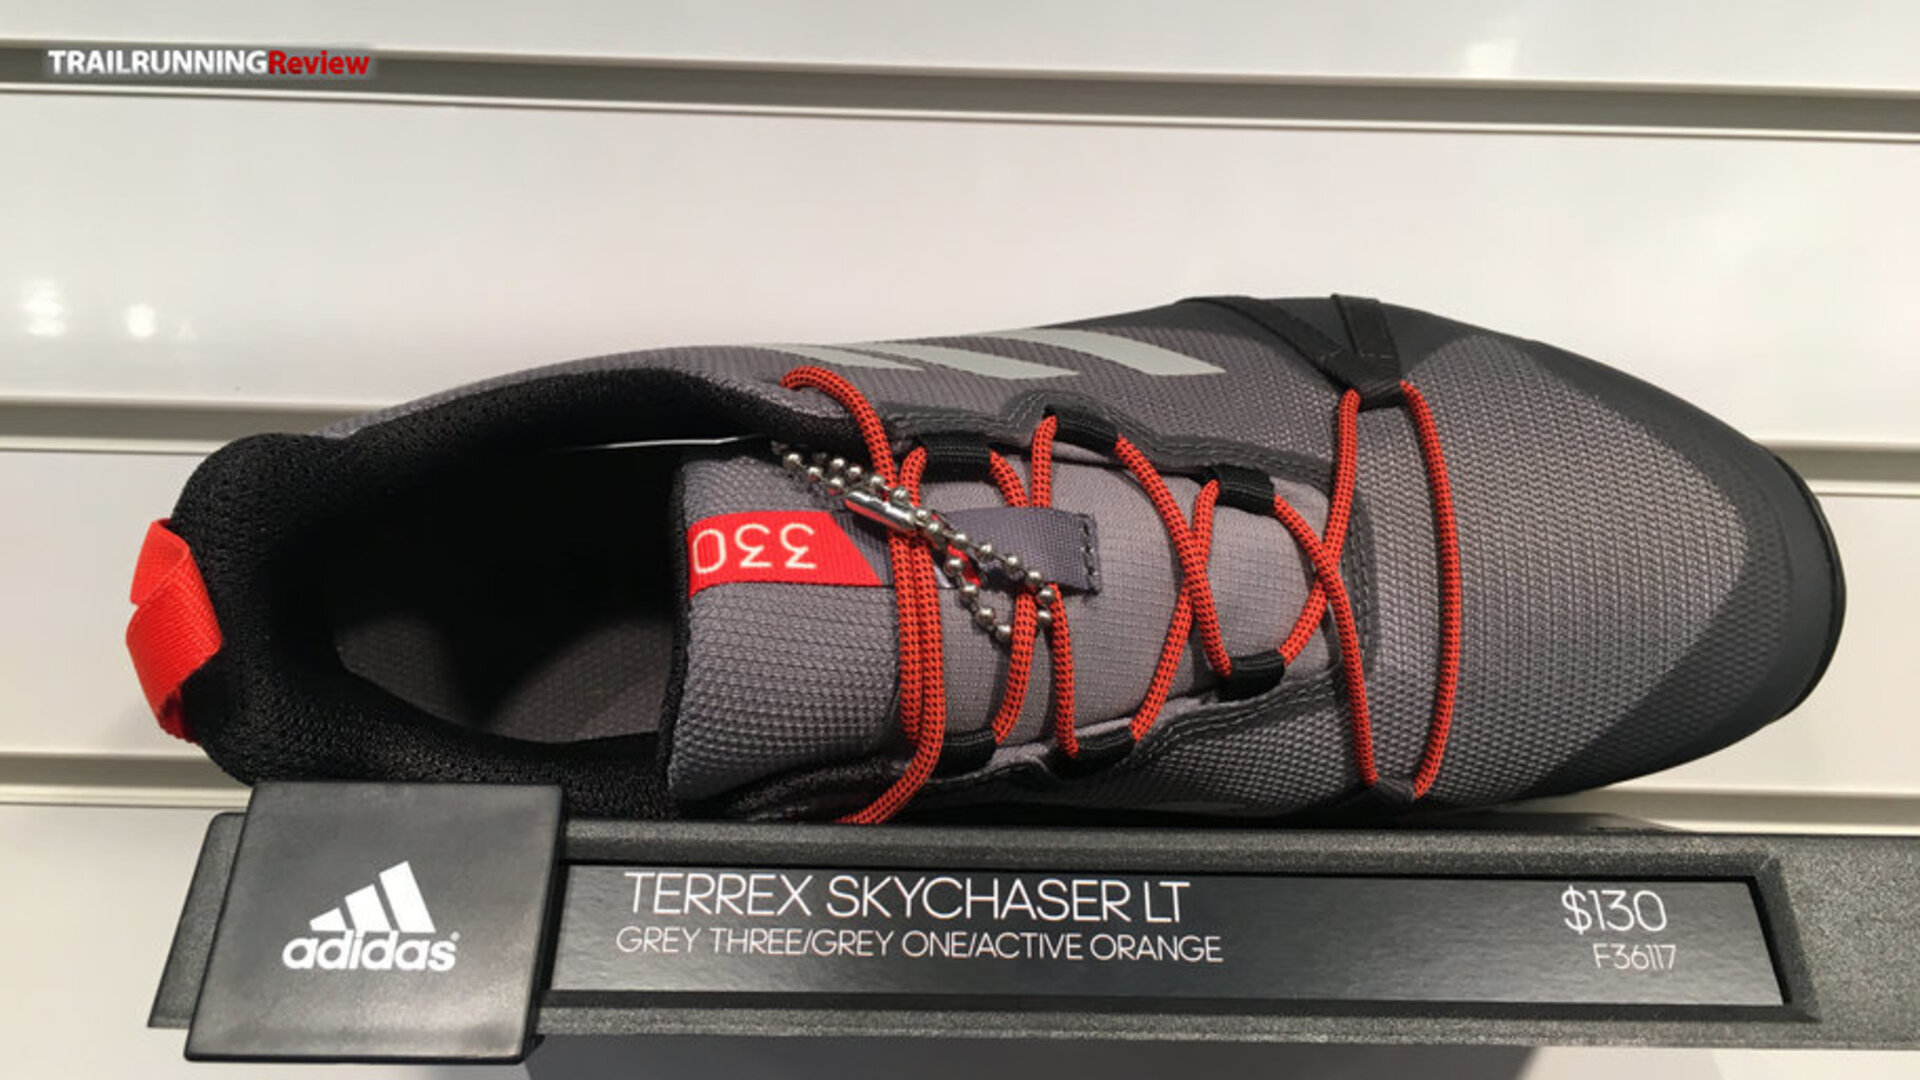 TRAILRUNNINGReview
330
adidas®
TERREX SKYCHASER LT
GREY THREE/GREY ONE/ACTIVE ORANGE
$130
F36117